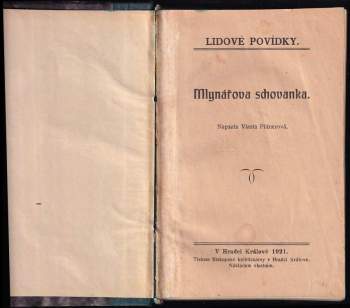 LIDOVÉ POVÍDKY.
Mlynářova schovanka.
Napsala Vlasta Pittnerová.
V Hradci Králové 1921.
Tiskem Biskupské knihtiskárny v Hradci Králové.
Nákladem vlastním.